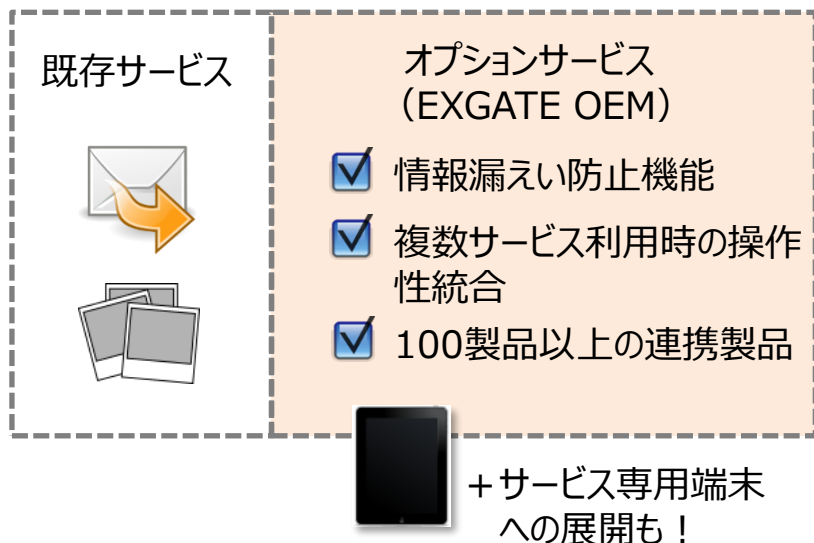 既存サービス
オプションサービス
（EXGATE OEM）
情報漏えい防止機能
複数サービス利用時の操作
性統合
100製品以上の連携製品
＋サービス専用端末
への展開も！